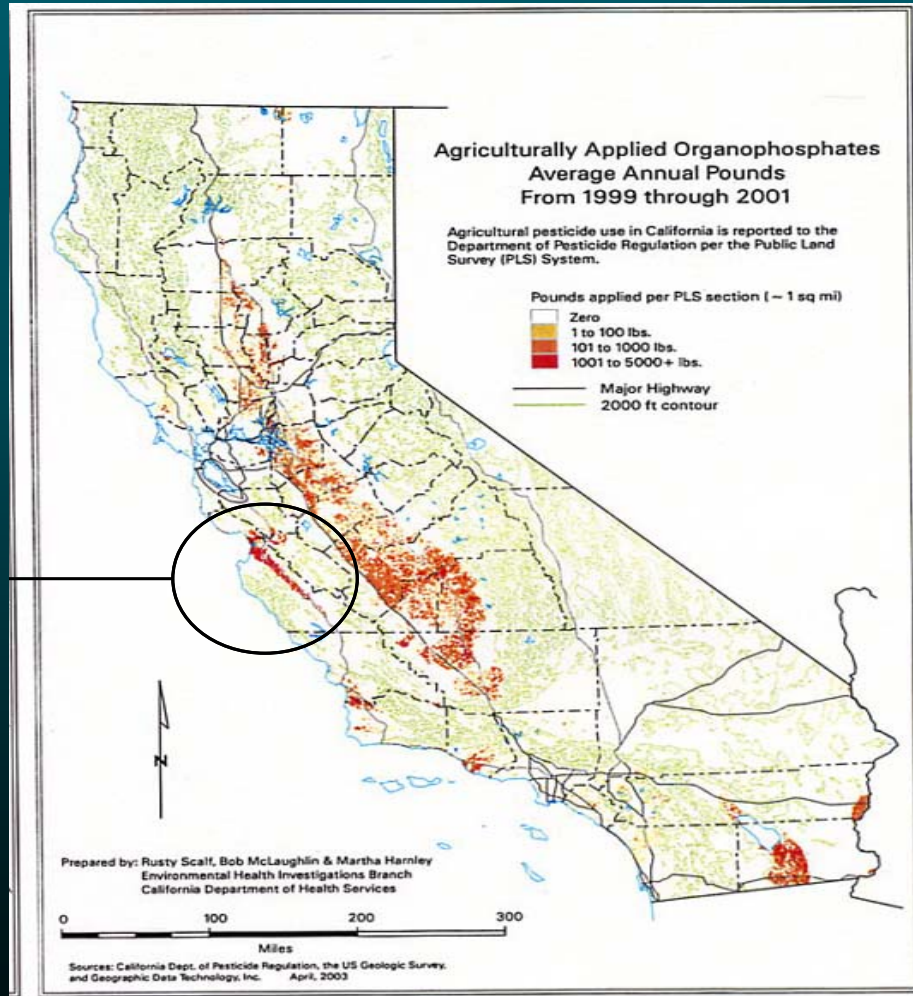 Agriculturally Applied Organophosphates
Average Annual Pounds
From 1999 through 2001
Agricultural pesticide use in California is reported to the
Department of Pesticide Regulation per the Public Land
Survey (PLS) System.
Pounds applied per PLS section (~ 1 sq mi)
Zero
1 to 100 lbs.
101 to 1000 lbs.
1001 to 5000+ lbs.
Major Highway
2000 ft contour
N
Prepared by: Rusty Scalf, Bob McLaughlin & Martha Harnley
Environmental Health Investigations Branch
California Department of Health Services
0 100 200 300
Miles
Sources: California Dept. of Pesticide Regulation, the US Geologic Survey,
and Geographic Data Technology, Inc. April, 2003